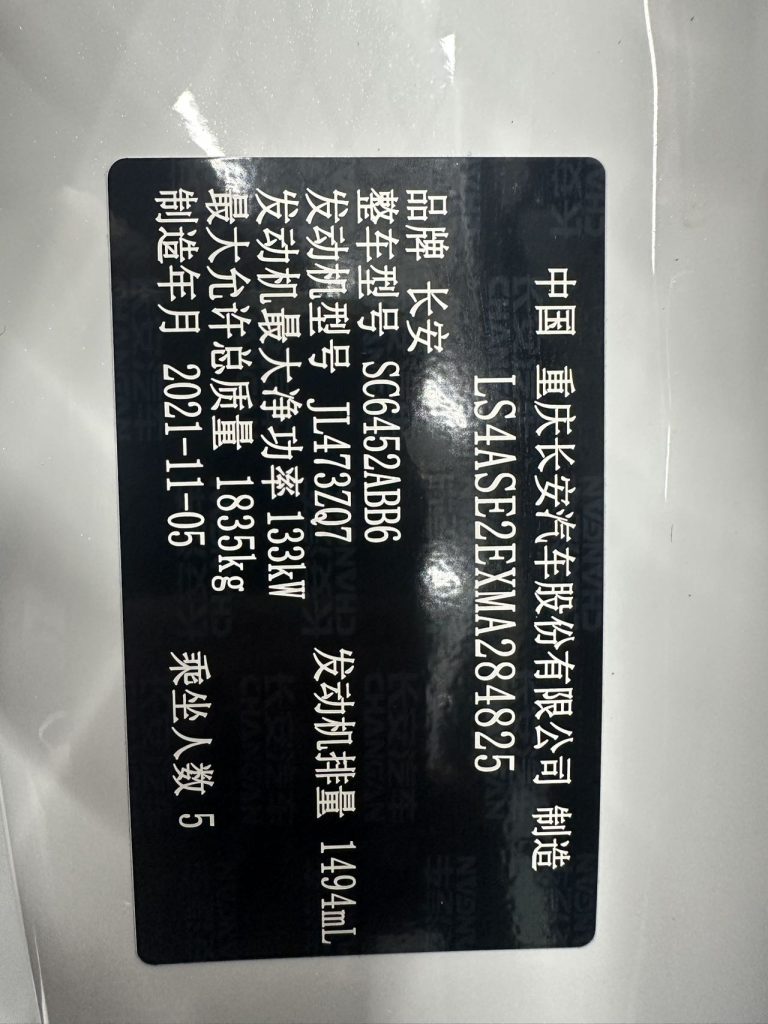 中国 重庆长安汽车股份有限公司 制造
LS4ASE2EXMA284825
品牌 长安
整车型号 SC6452ABB6
发动机型号 JL473ZQ7 发动机排量 1494mL
发动机最大净功率 133kW
最大允许总质量 1835kg
制造年月 2021-11-05 乘坐人数 5